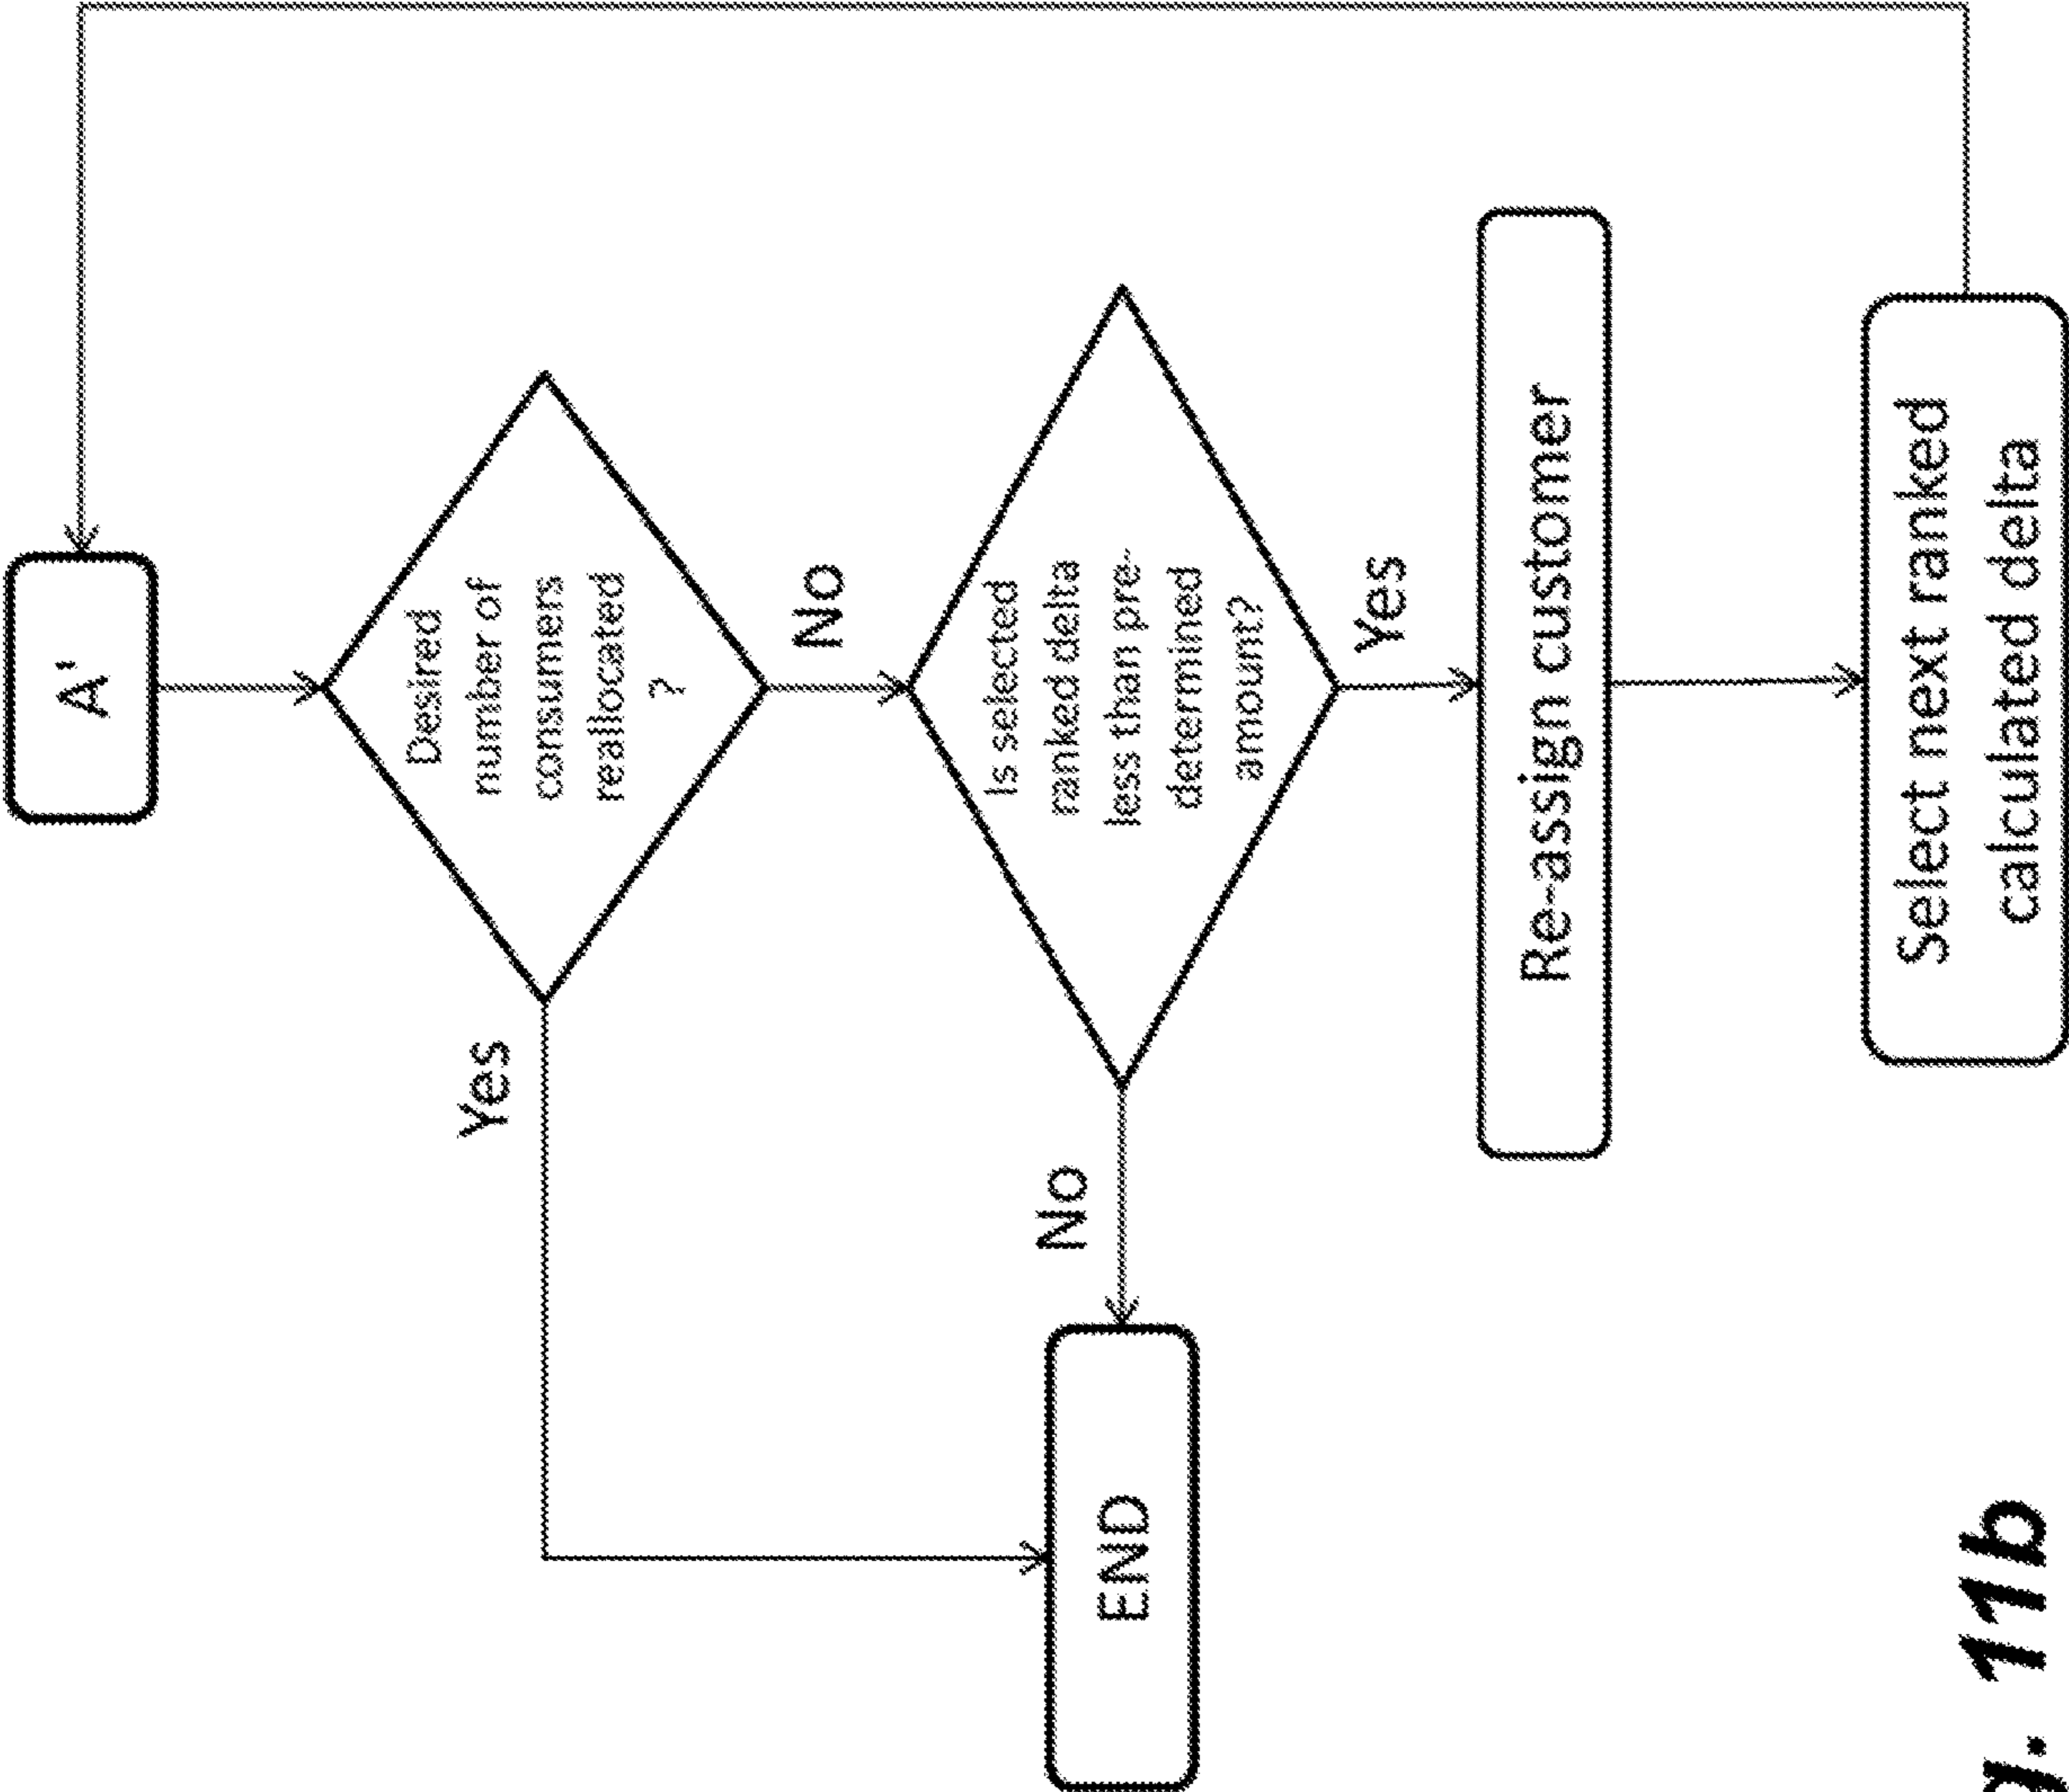 A'
Desired
number of
consumers
reallocated
?
Yes
No
Is selected
ranked delta
less than pre-
determined
amount?
No
Yes
END
Re-assign customer
Select next ranked
calculated delta
g. 11b